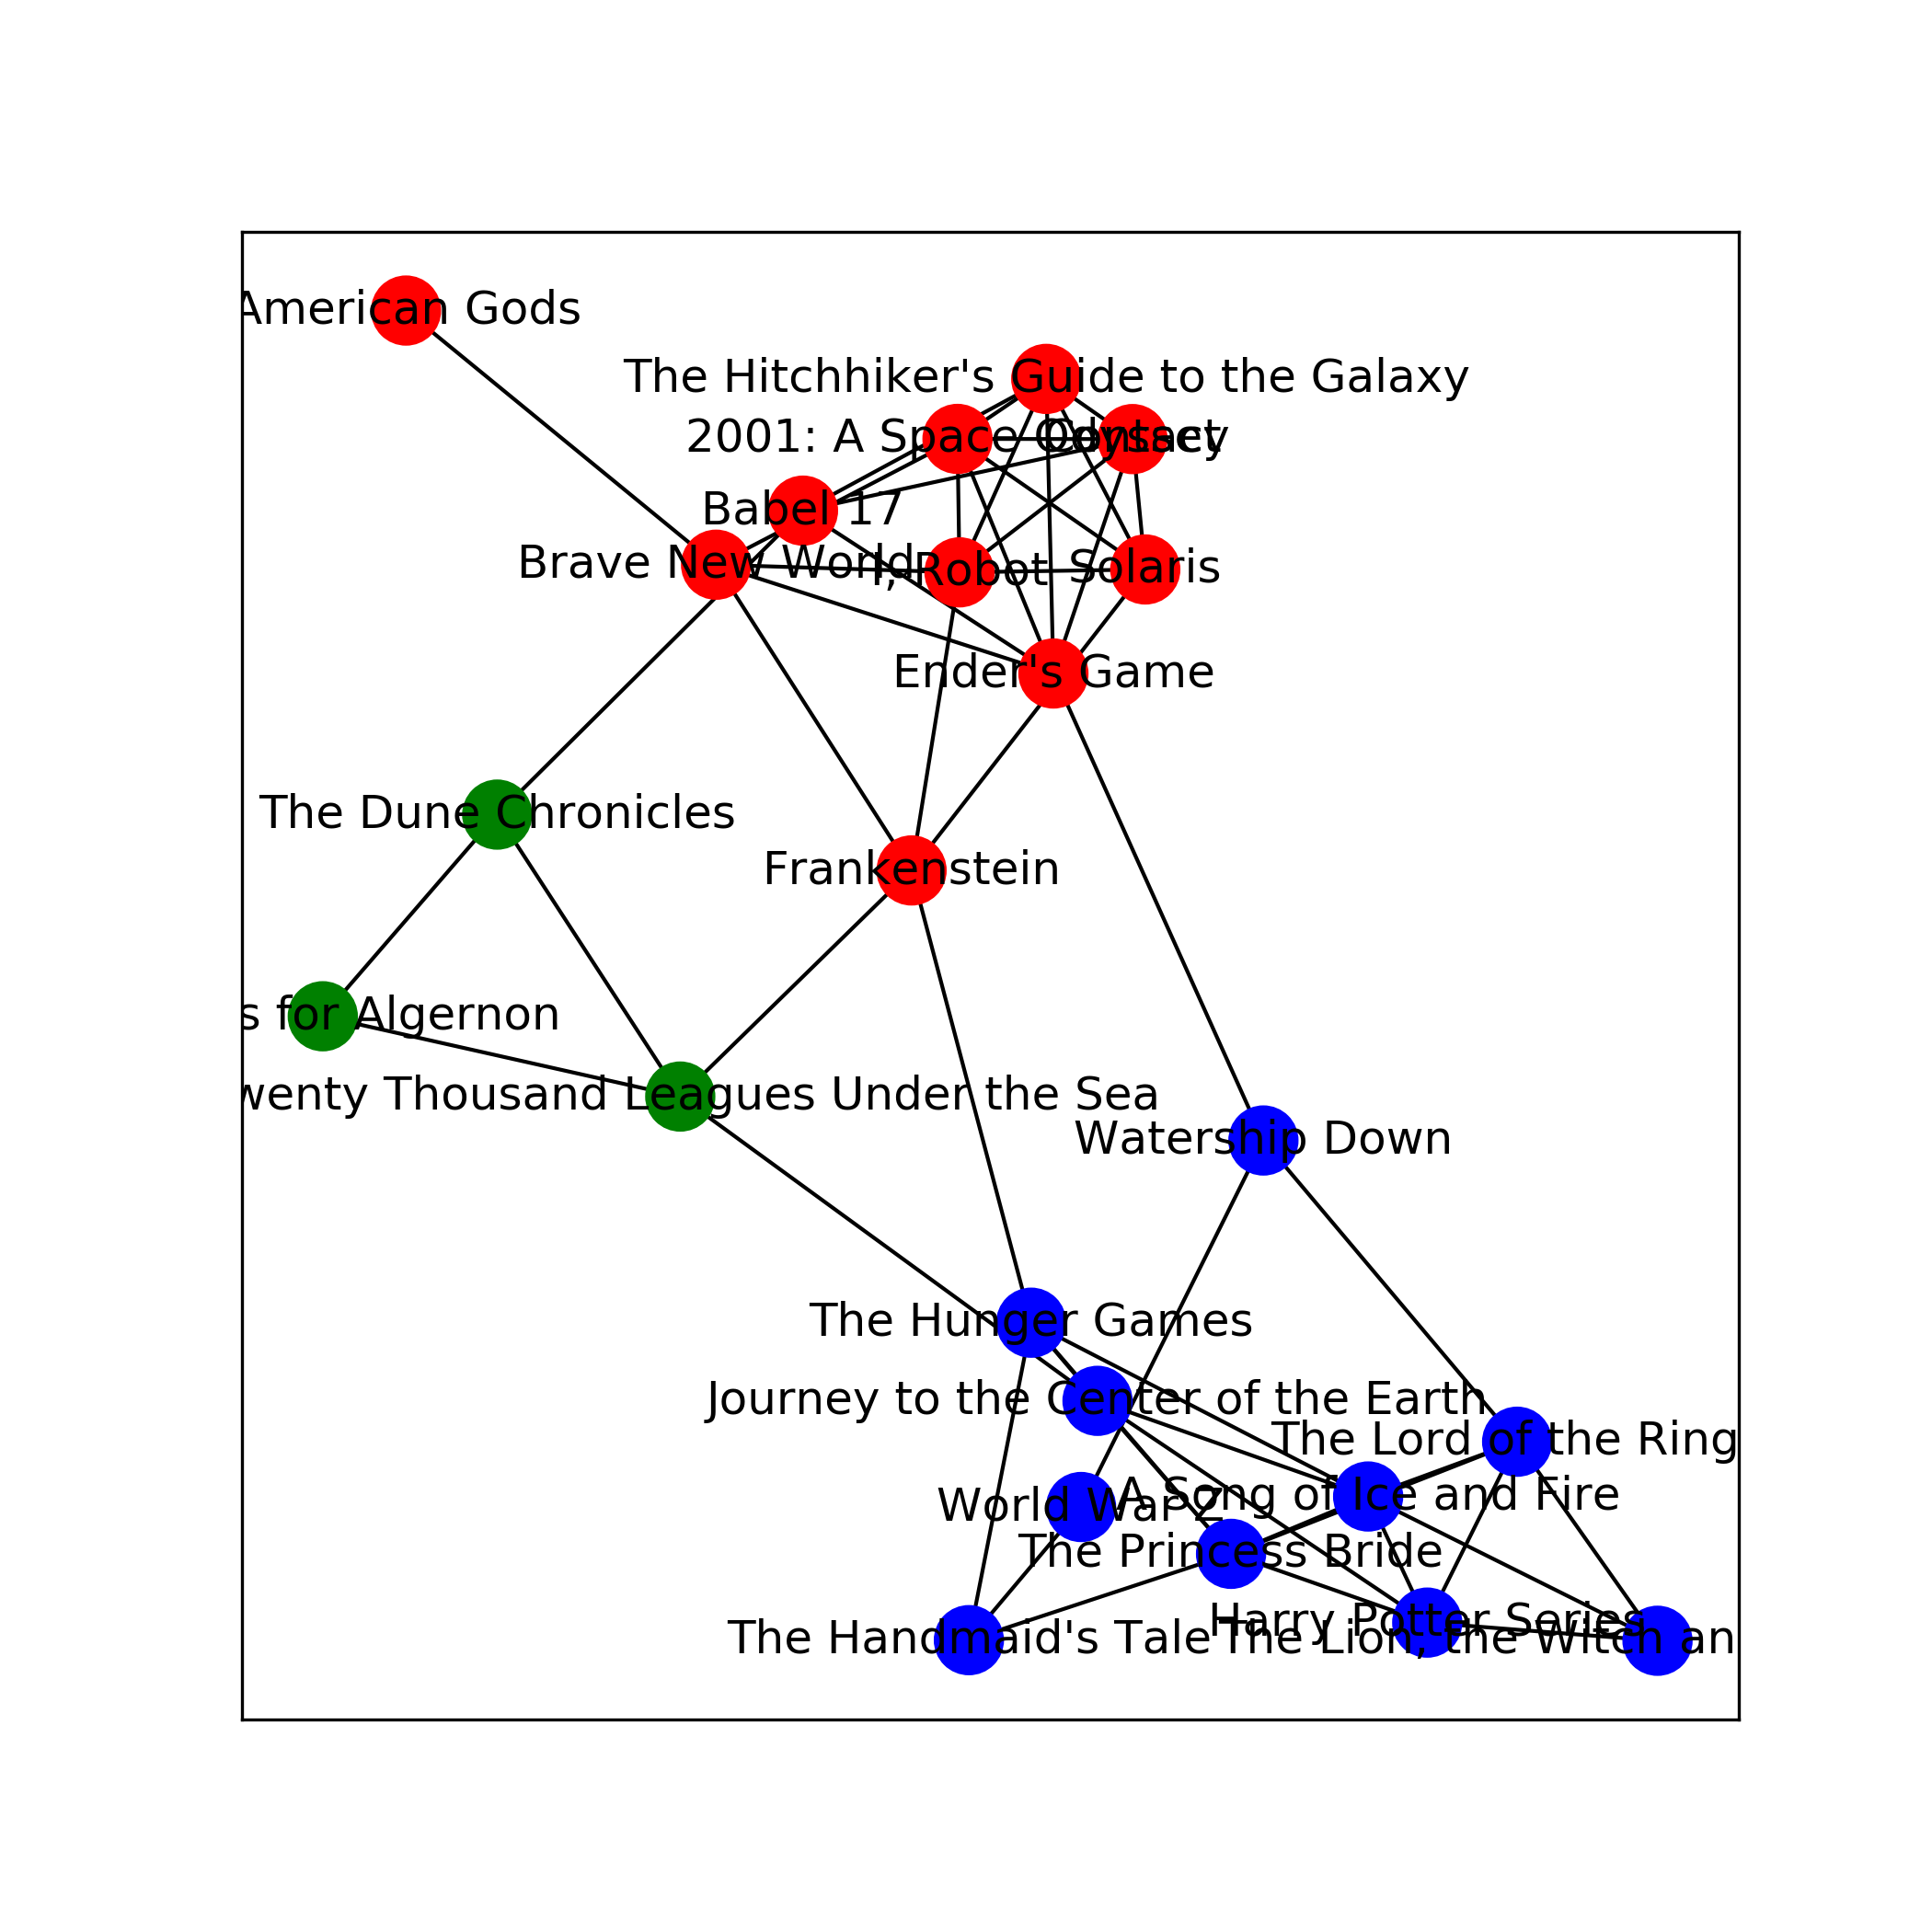 American Gods
The Hitchhiker's Guide to the Galaxy
2001: A Space Odyssey
Contact
Babel 17
Brave New World
I, Robot
Solaris
Ender's Game
The Dune Chronicles
Frankenstein
s for Algernon
wenty Thousand Leagues Under the Sea
Watership Down
The Hunger Games
Journey to the Center of the Earth
The Lord of the Ring
A Song of Ice and Fire
World War Z
The Princess Bride
Harry Potter Series
The Handmaid's Tale
The Lion, the Witch an